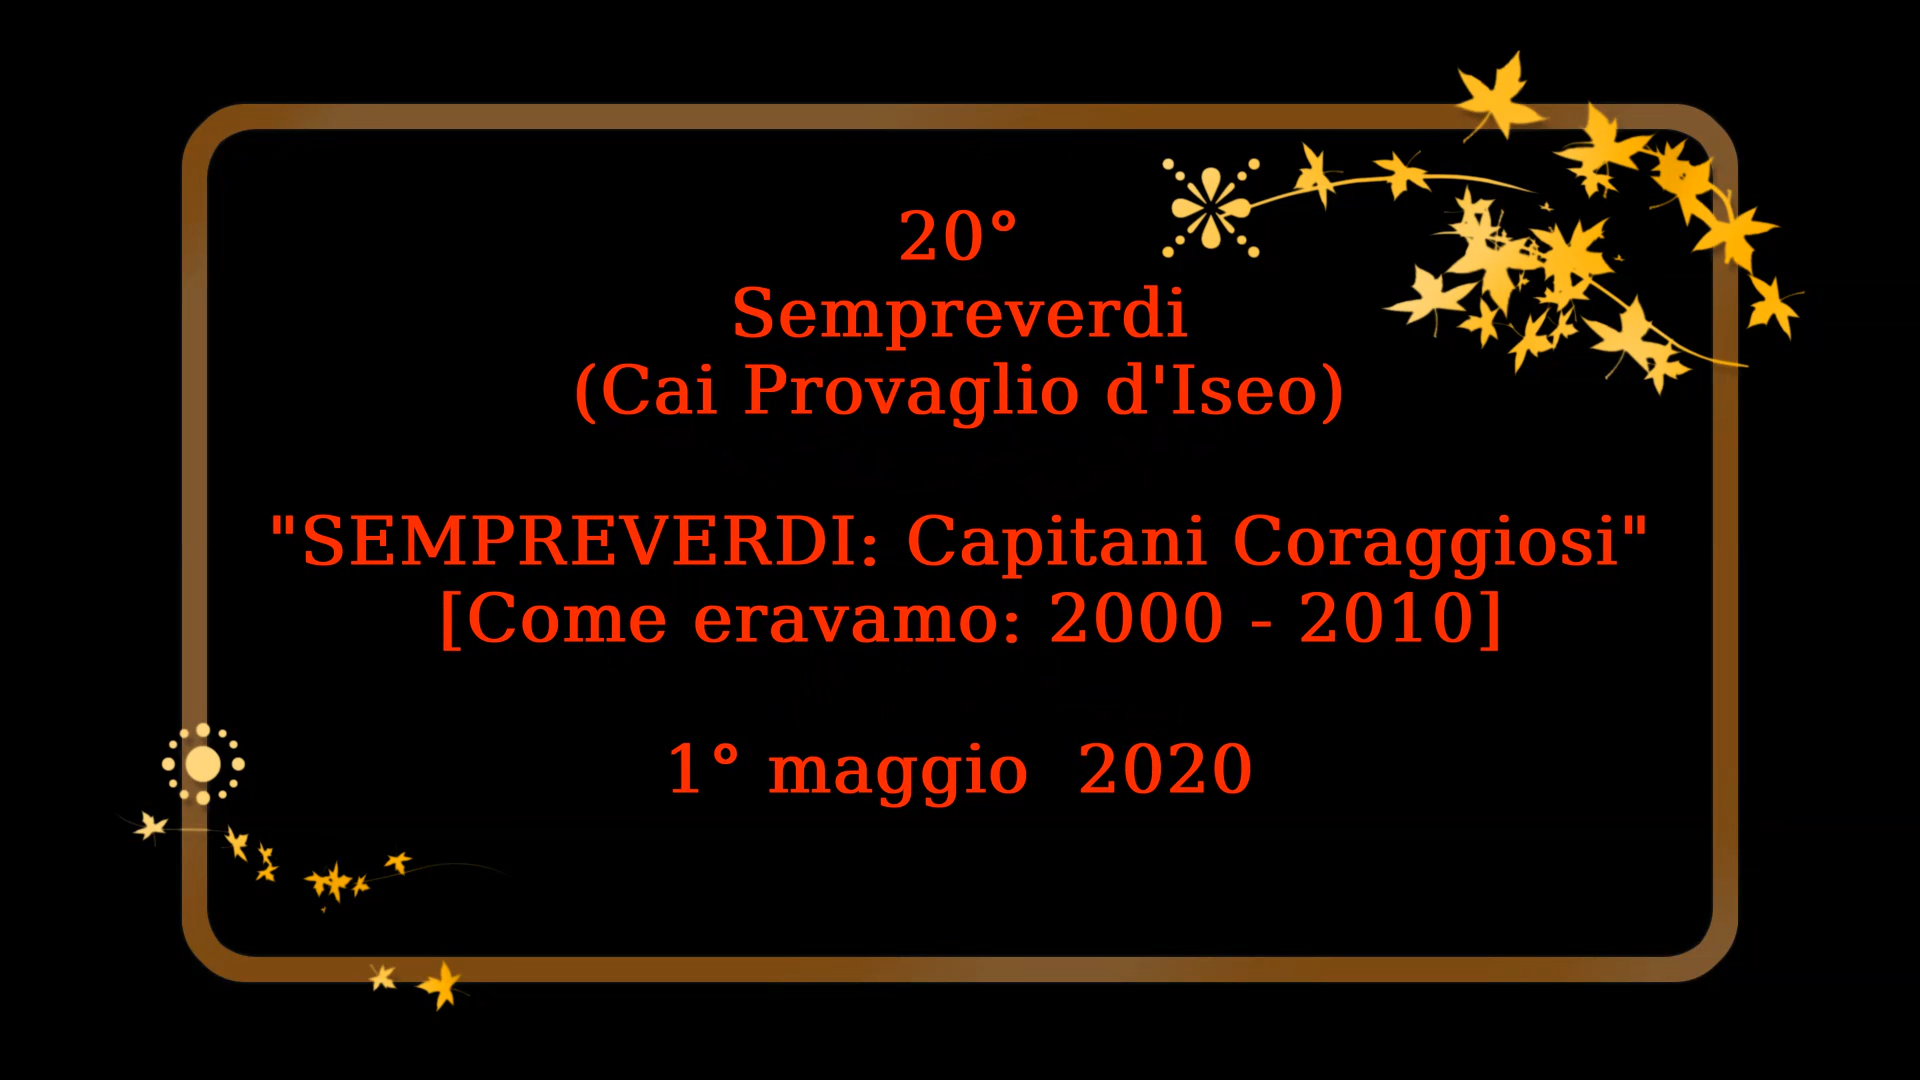 20°
Sempreverdi
(Cai Provaglio d'Iseo)
"SEMPREVERDI: Capitani Coraggiosi"
[Come eravamo: 2000 - 2010]
1° maggio  2020